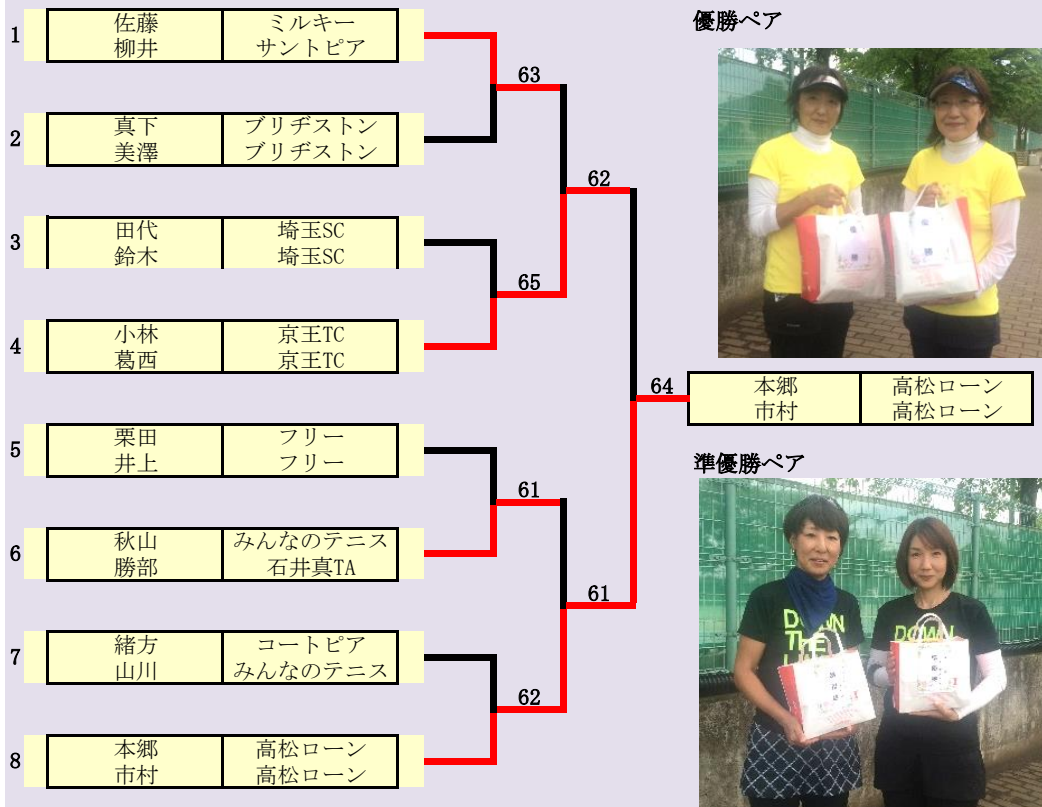 優勝ペア
1 佐藤 ミルキー
柳井 サントピア
63
2 真下 ブリヂストン
美澤 ブリヂストン
62
3 田代 埼玉SC
鈴木 埼玉SC
65
4 小林 京王TC
葛西 京王TC
64 本郷 高松ローン
市村 高松ローン
5 栗田 フリー
井上 フリー
準優勝ペア
61
6 秋山 みんなのテニス
勝部 石井真TA
61
7 緒方 コートピア
山川 みんなのテニス
62
8 本郷 高松ローン
市村 高松ローン
DOWN
THE
DOWN